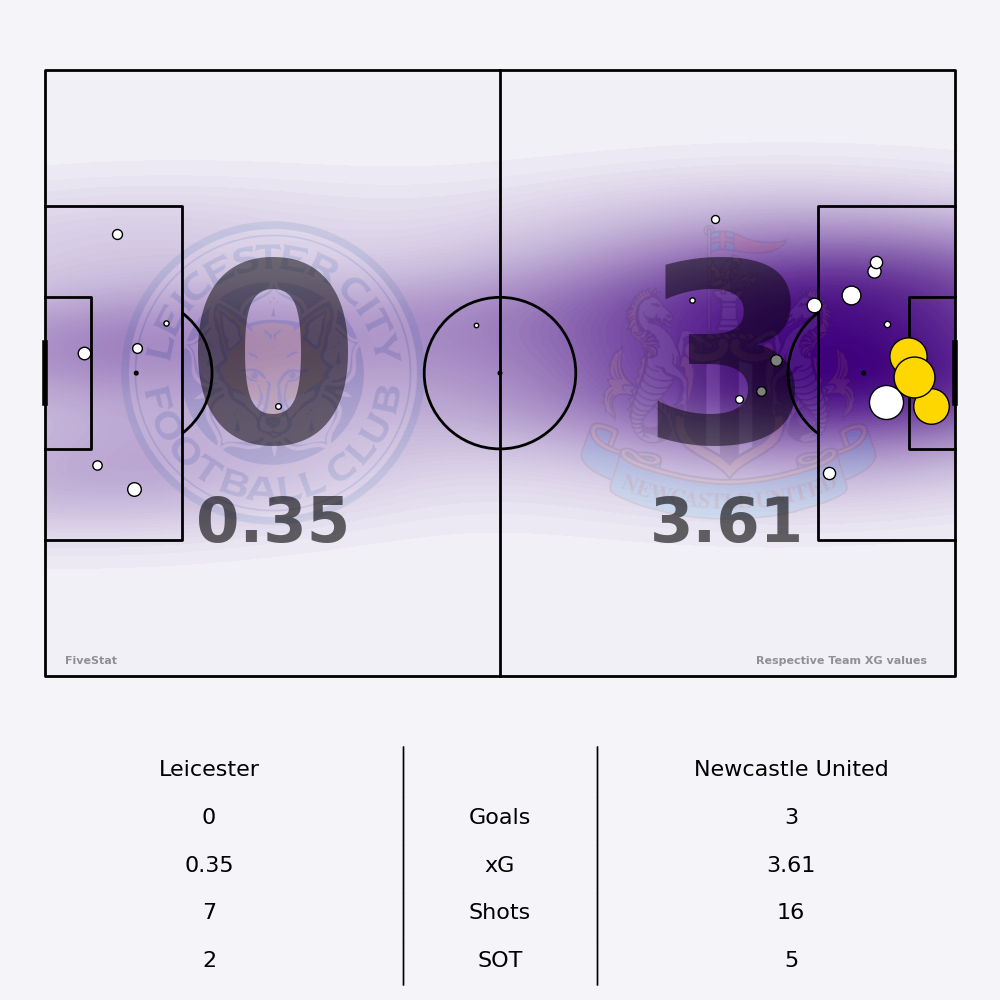 LEICESTER CITY
FOOTBALL CLUB
NEWCASTLE UNITED
0
3
0.35
3.61
FiveStat
Respective Team XG values
Leicester
Newcastle United
0
Goals
3
0.35
xG
3.61
7
Shots
16
2
SOT
5